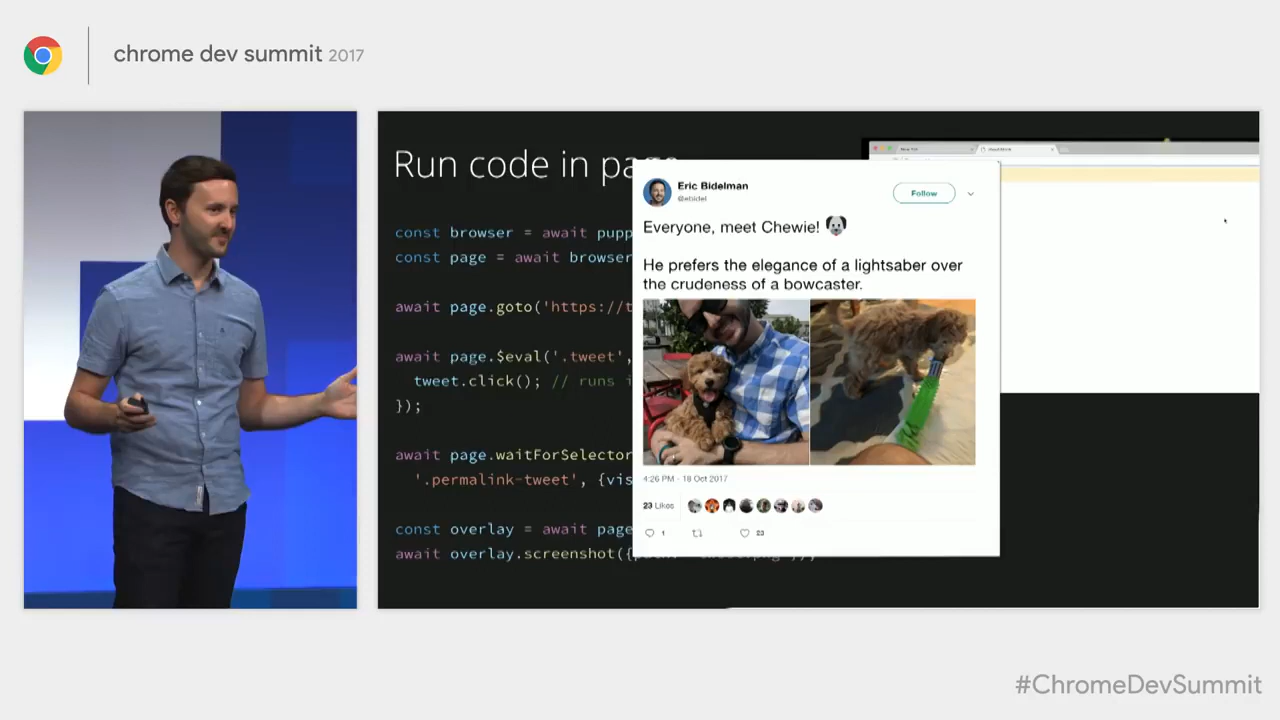 chrome dev summit 2017
Run code in page
Eric Bidelman
@ebidel
Follow
Everyone, meet Chewie!
He prefers the elegance of a lightsaber over
the crudeness of a bowcaster.
4:26 PM - 18 Oct 2017
23 Likes
1
23
const browser = await pupp
const page = await browser
await page.goto('https://t
await page.$eval('.tweet',
tweet.click(); // runs i
});
await page.waitForSelector
'.permalink-tweet', {vis
const overlay = await page
await overlay.screenshot({
#ChromeDevSummit